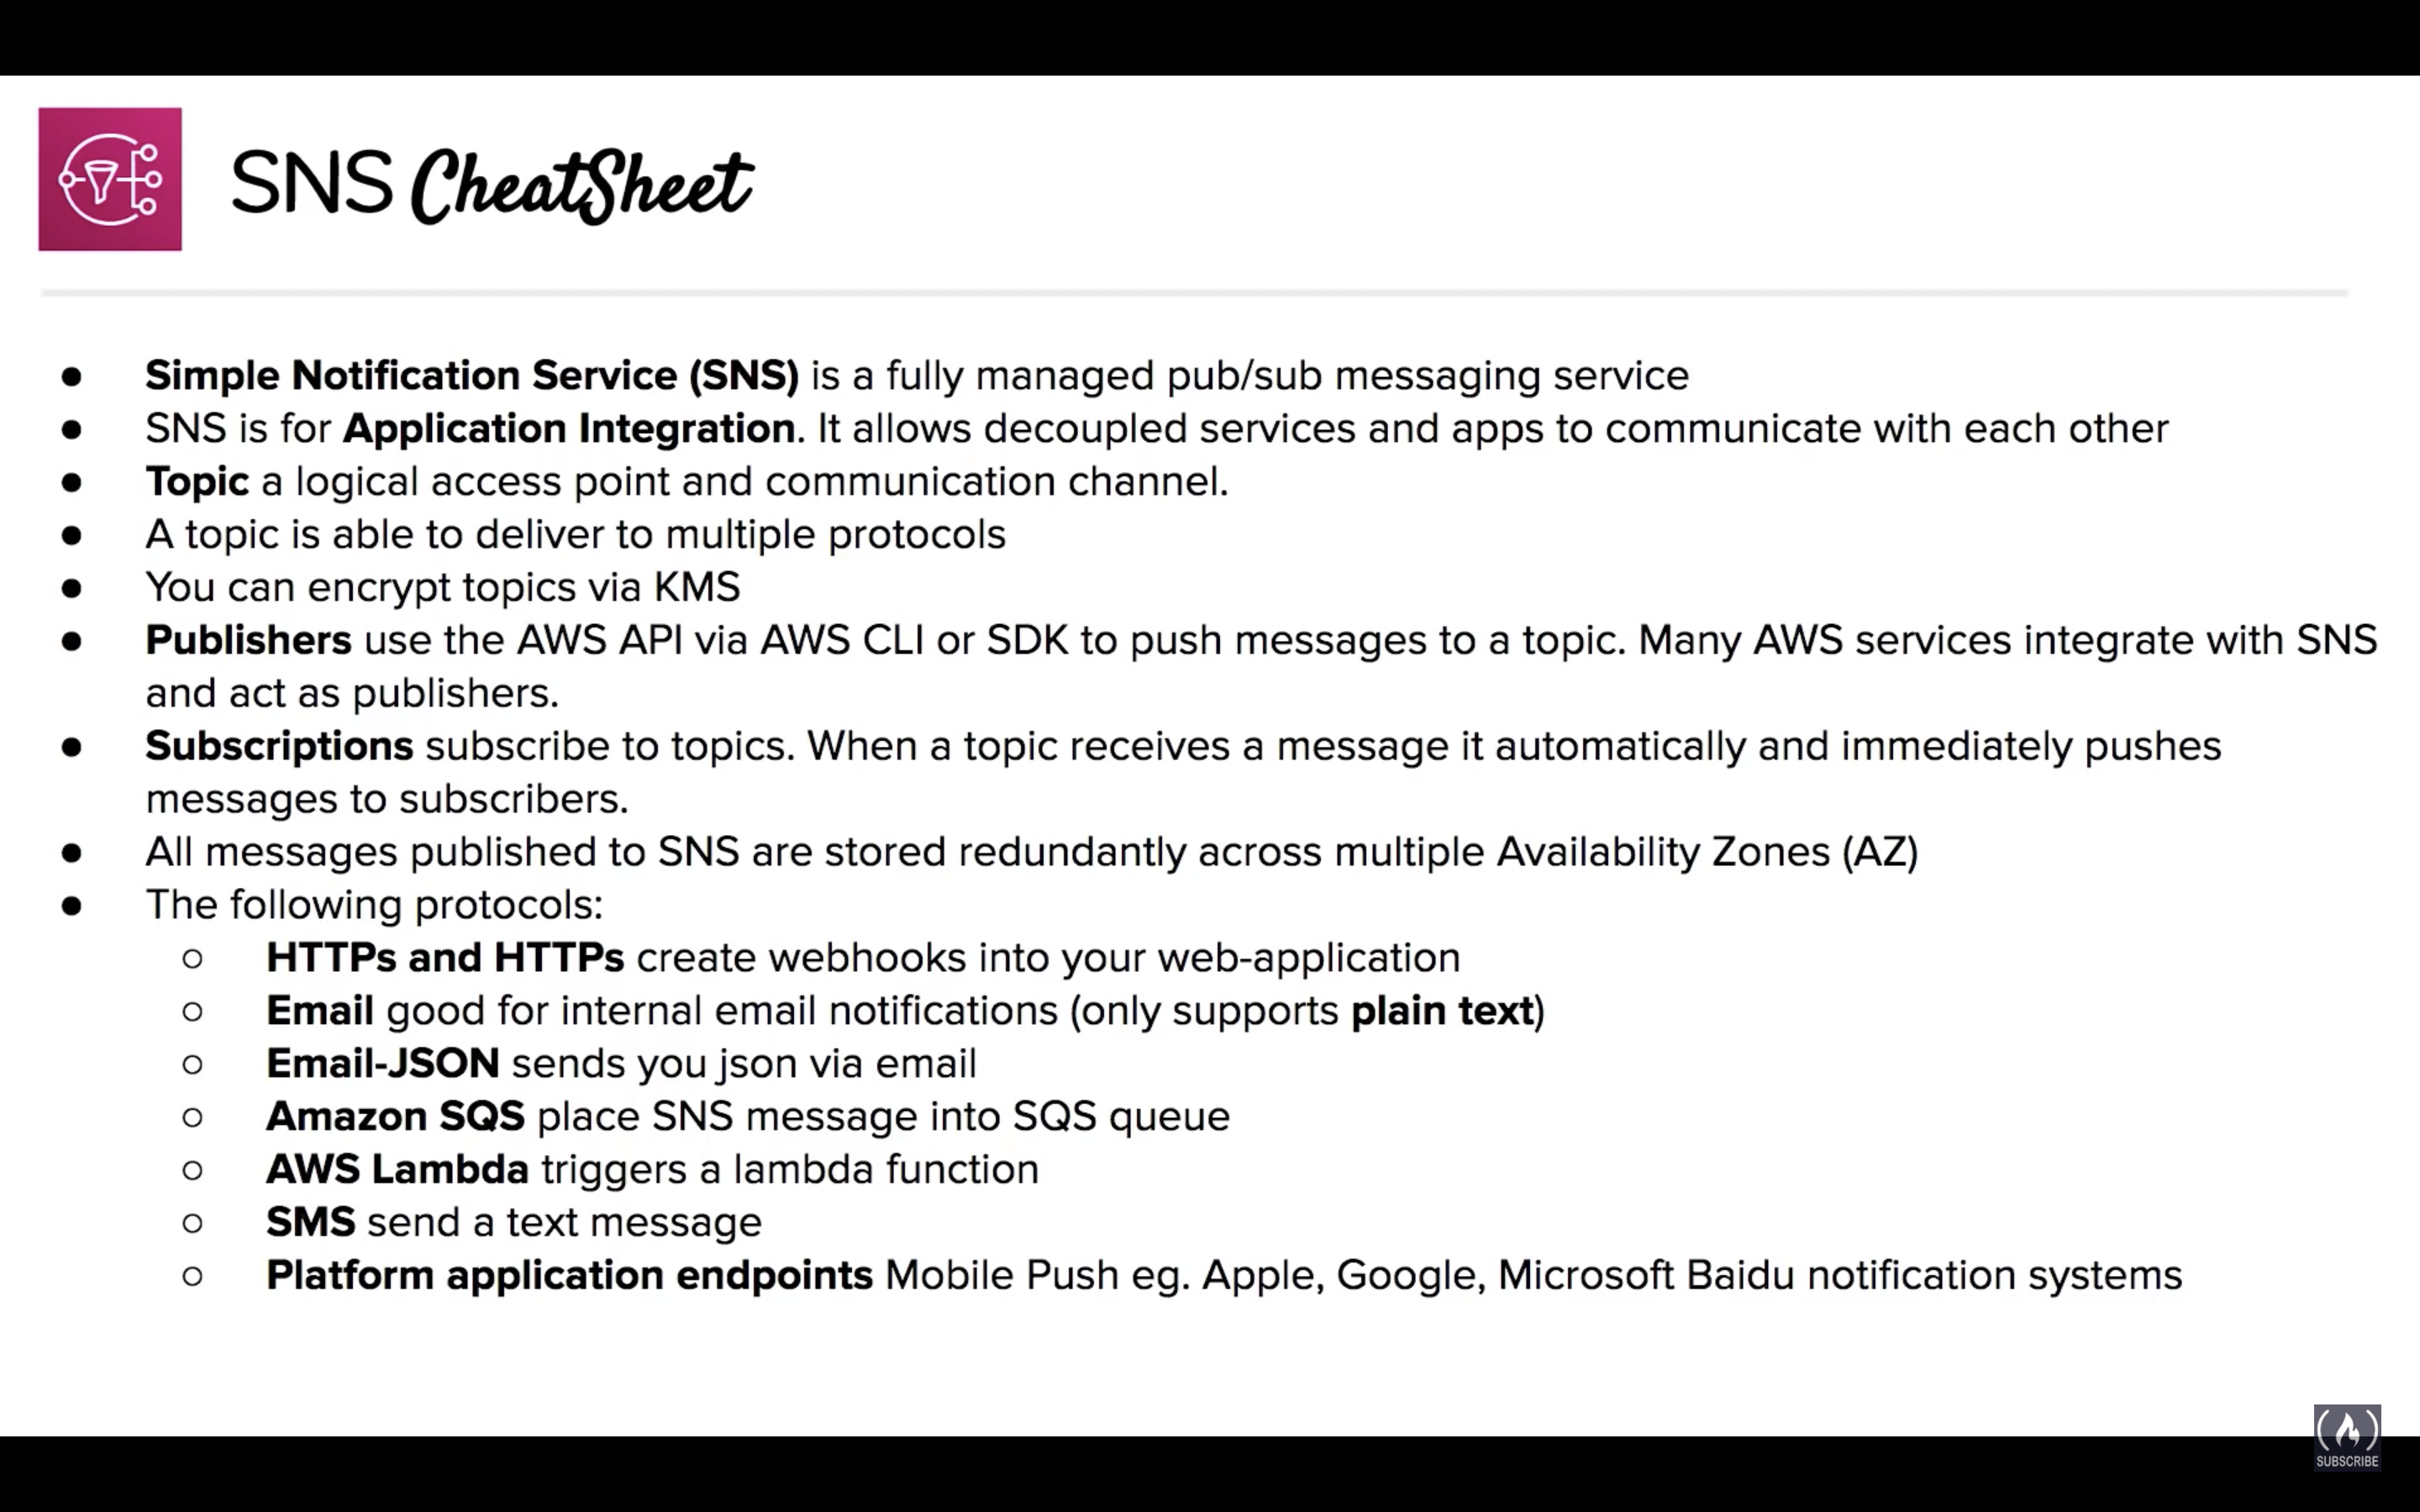 SNS CheatSheet
● Simple Notification Service (SNS) is a fully managed pub/sub messaging service
● SNS is for Application Integration. It allows decoupled services and apps to communicate with each other
● Topic a logical access point and communication channel.
● A topic is able to deliver to multiple protocols
● You can encrypt topics via KMS
● Publishers use the AWS API via AWS CLI or SDK to push messages to a topic. Many AWS services integrate with SNS
and act as publishers.
● Subscriptions subscribe to topics. When a topic receives a message it automatically and immediately pushes
messages to subscribers.
● All messages published to SNS are stored redundantly across multiple Availability Zones (AZ)
● The following protocols:
○ HTTPs and HTTPs create webhooks into your web-application
○ Email good for internal email notifications (only supports plain text)
○ Email-JSON sends you json via email
○ Amazon SQS place SNS message into SQS queue
○ AWS Lambda triggers a lambda function
○ SMS send a text message
○ Platform application endpoints Mobile Push eg. Apple, Google, Microsoft Baidu notification systems
SUBSCRIBE